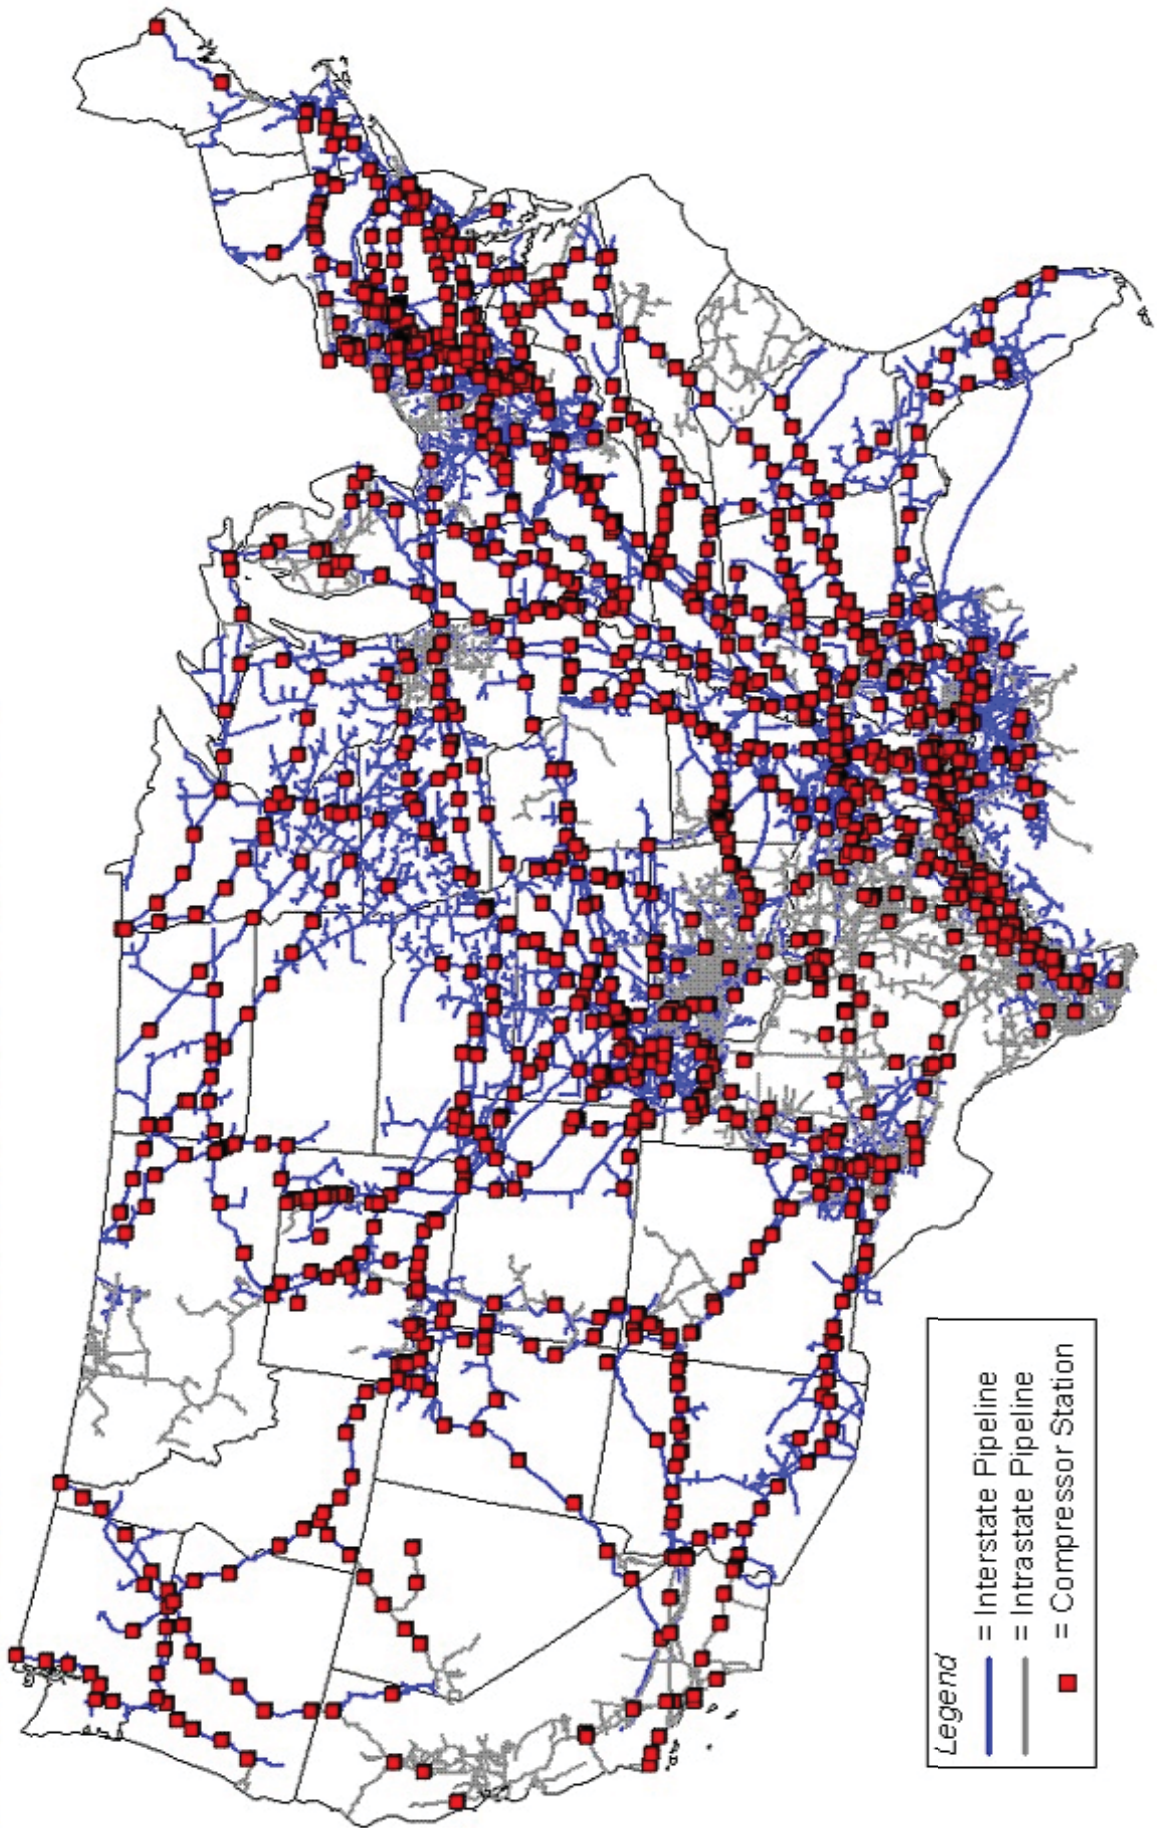 Legend
= Interstate Pipeline
= Intrastate Pipeline
= Compressor Station